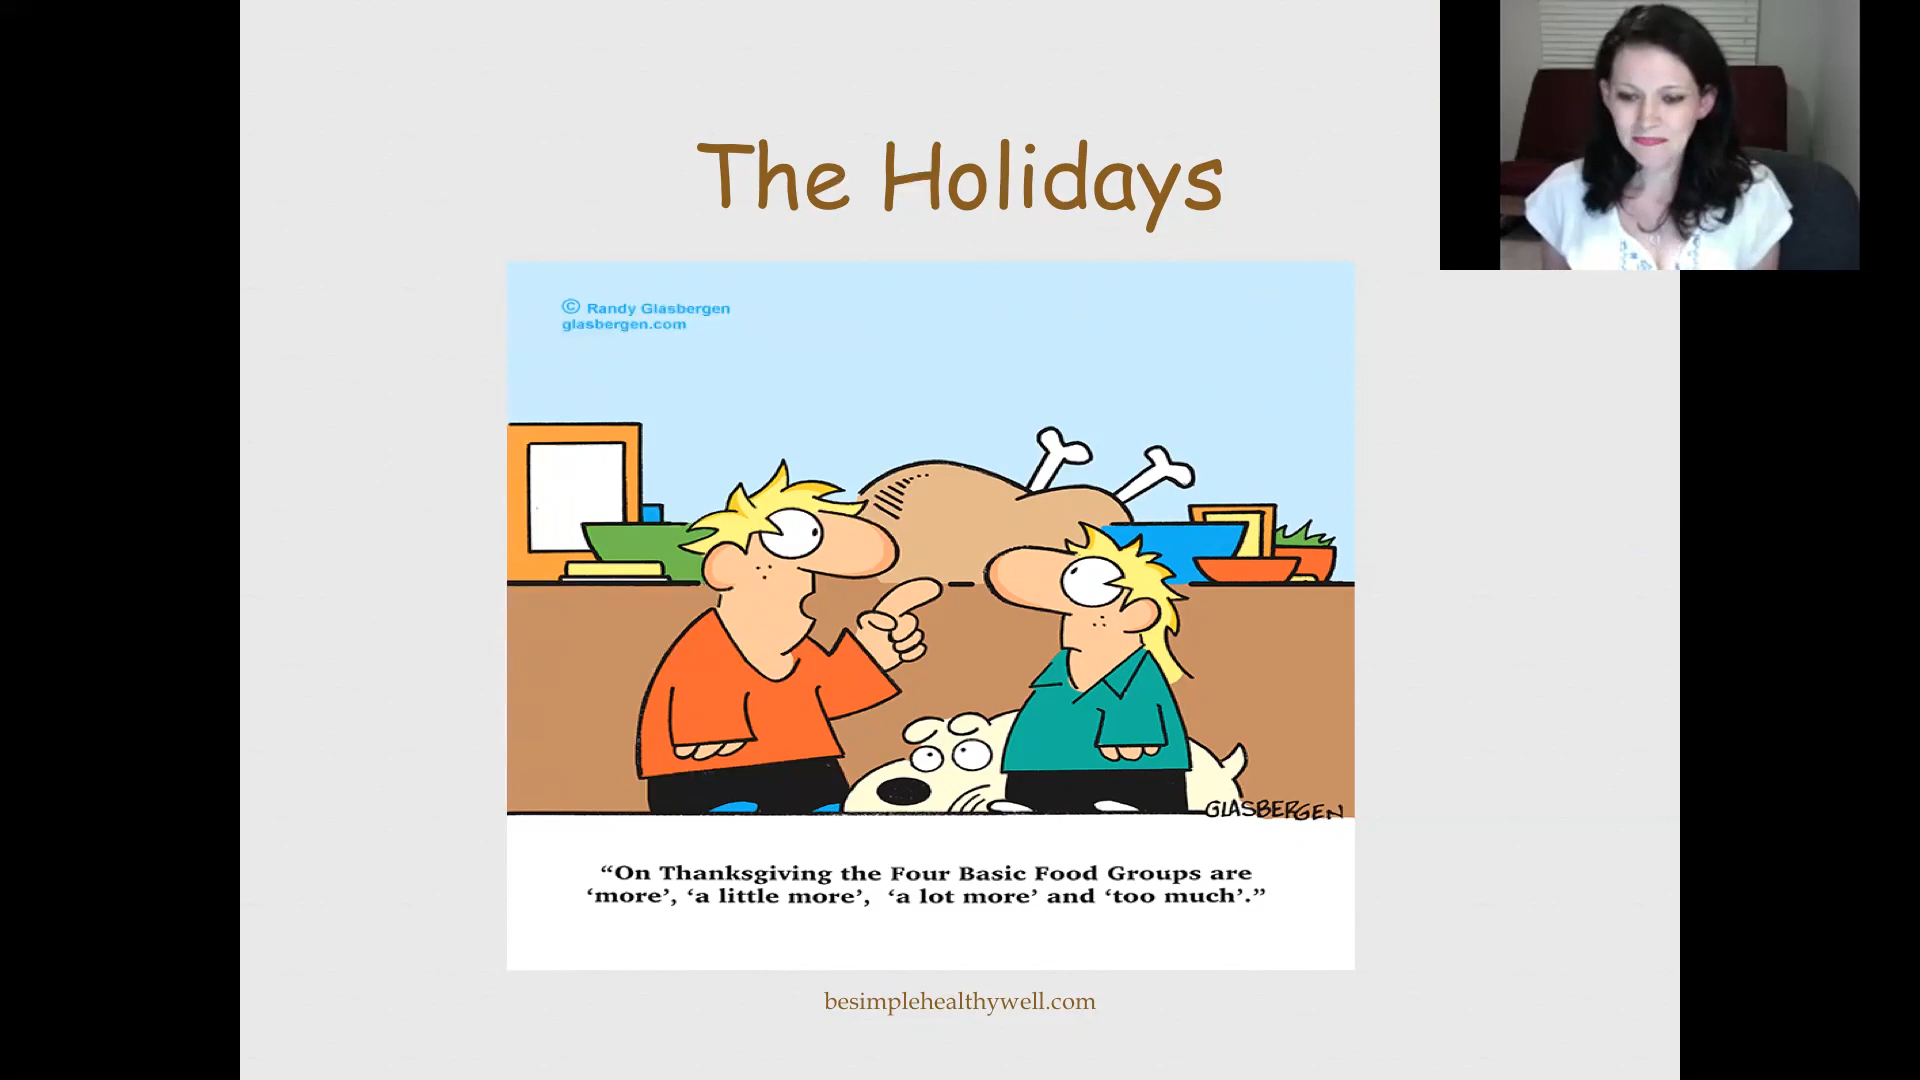 The Holidays
© Randy Glasbergen
glasbergen.com
GLASBERGEN
“On Thanksgiving the Four Basic Food Groups are
‘more’, ‘a little more’, ‘a lot more’ and ‘too much’.”
besimplehealthywell.com